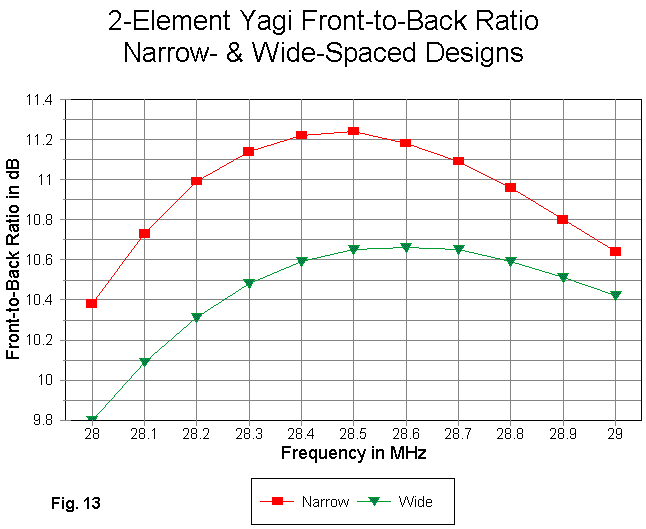 2-Element Yagi Front-to-Back Ratio
Narrow- & Wide-Spaced Designs
Front-to-Back Ratio in dB
11.4
11.2
11
10.8
10.6
10.4
10.2
10
9.8
28 28.1 28.2 28.3 28.4 28.5 28.6 28.7 28.8 28.9 29
Frequency in MHz
Fig. 13
Narrow Wide